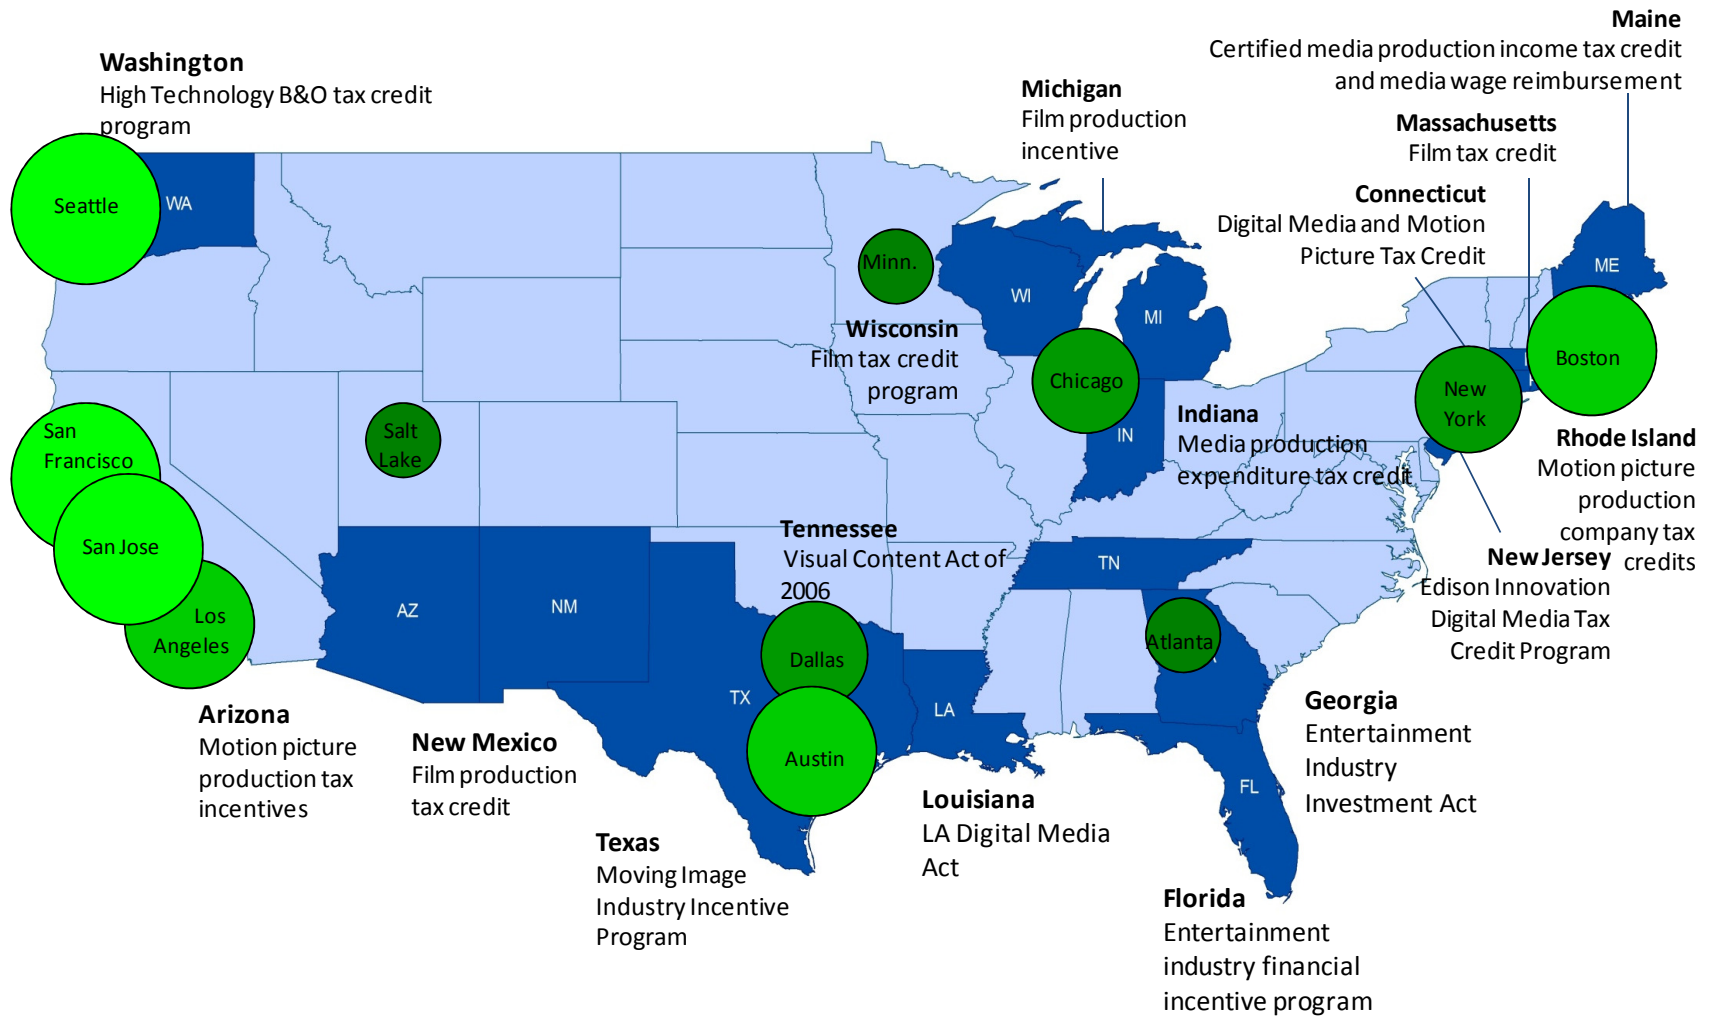 Maine
Certified media production income tax credit
and media wage reimbursement
Washington
High Technology B&O tax credit
program
Michigan
Film production
incentive
Massachusetts
Film tax credit
Connecticut
Digital Media and Motion
Picture Tax Credit
Seattle
WA
Minn.
WI
MI
ME
Wisconsin
Film tax credit
program
Chicago
Boston
New
York
San
Francisco
Salt
Lake
IN
Indiana
Media production
expenditure tax credit
Rhode Island
Motion picture
production
company tax
credits
San Jose
Tennessee
Visual Content Act of
2006
TN
New Jersey
Edison Innovation
Digital Media Tax
Credit Program
Los
Angeles
AZ
NM
Dallas
Atlanta
TX
LA
Austin
FL
Arizona
Motion picture
production tax
incentives
New Mexico
Film production
tax credit
Georgia
Entertainment
Industry
Investment Act
Louisiana
LA Digital Media
Act
Texas
Moving Image
Industry Incentive
Program
Florida
Entertainment
industry financial
incentive program